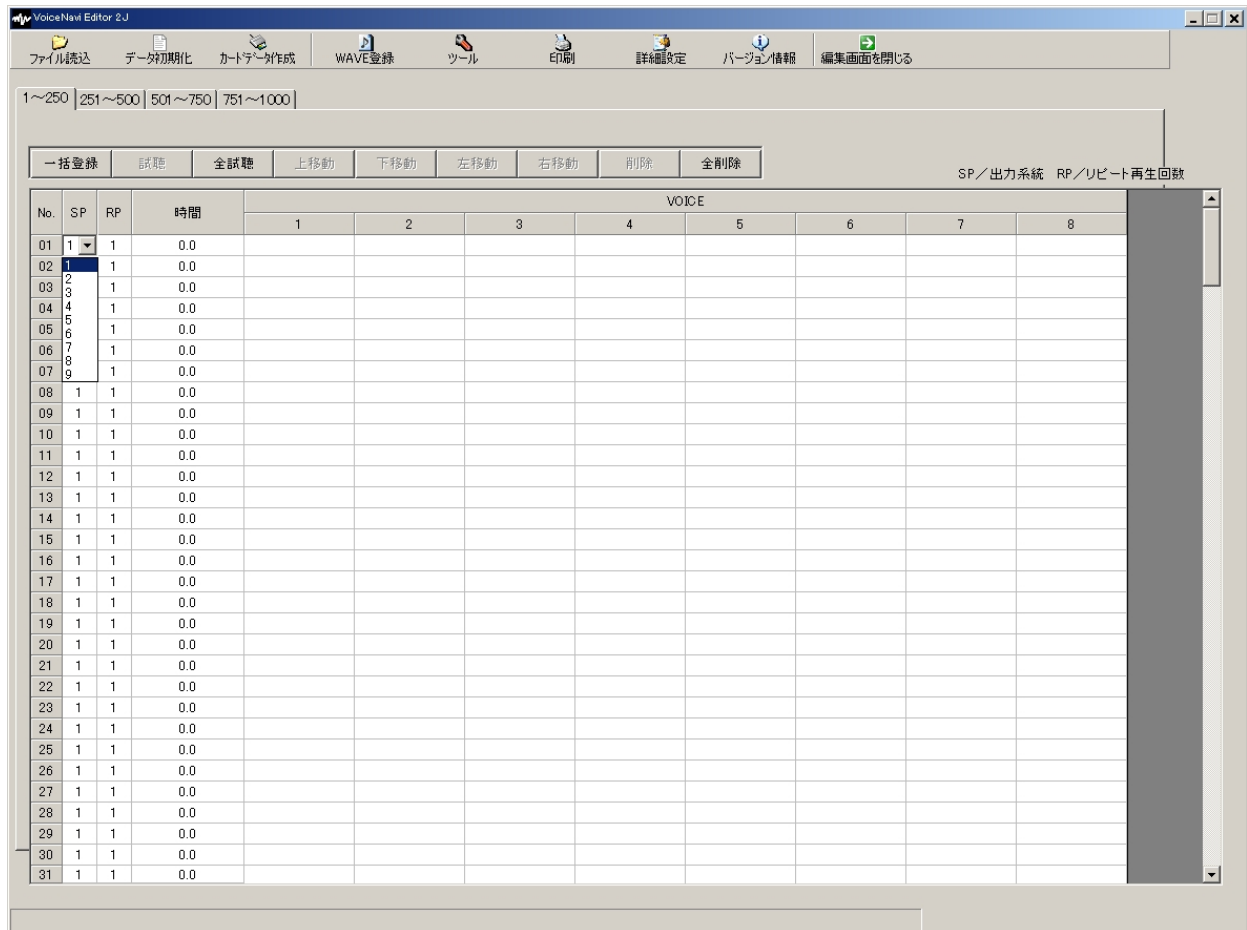 VoiceNavi Editor 2J
ファイル読込 データ初期化 カードデータ作成 WAVE登録 ツール 印刷 詳細設定 バージョン情報 編集画面を閉じる
1～250 251～500 501～750 751～1000
一括登録 試聴 全試聴 上移動 下移動 左移動 右移動 削除 全削除
SP／出力系統 RP／リピート再生回数
No. SP RP 時間 VOICE
1 2 3 4 5 6 7 8
01 1 1 0.0
02 1 1 0.0
2
03 3 1 0.0
04 4 1 0.0
5
05 6 1 0.0
06 7 1 0.0
8
07 9 1 0.0
08 1 1 0.0
09 1 1 0.0
10 1 1 0.0
11 1 1 0.0
12 1 1 0.0
13 1 1 0.0
14 1 1 0.0
15 1 1 0.0
16 1 1 0.0
17 1 1 0.0
18 1 1 0.0
19 1 1 0.0
20 1 1 0.0
21 1 1 0.0
22 1 1 0.0
23 1 1 0.0
24 1 1 0.0
25 1 1 0.0
26 1 1 0.0
27 1 1 0.0
28 1 1 0.0
29 1 1 0.0
30 1 1 0.0
31 1 1 0.0